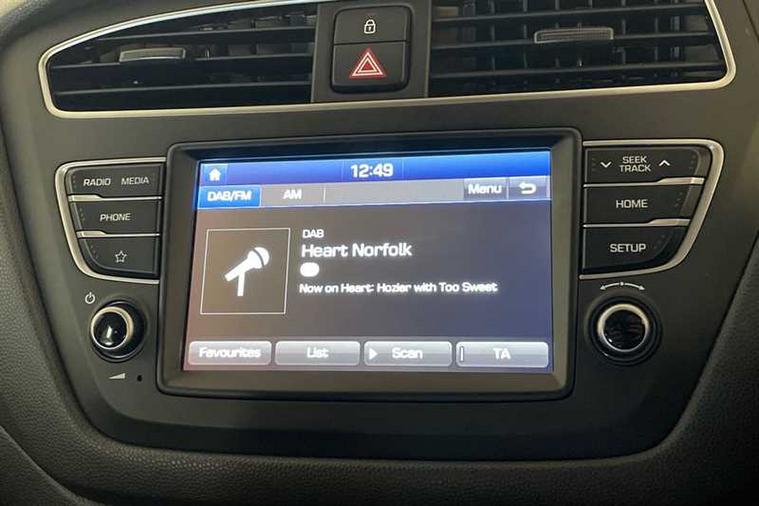 12:49
RADIO MEDIA
PHONE
DAB/FM AM Menu
DAB
Heart Norfolk
Now on Heart: Hozier with Too Sweet
Favourites List Scan TA
SEEK
TRACK
HOME
SETUP